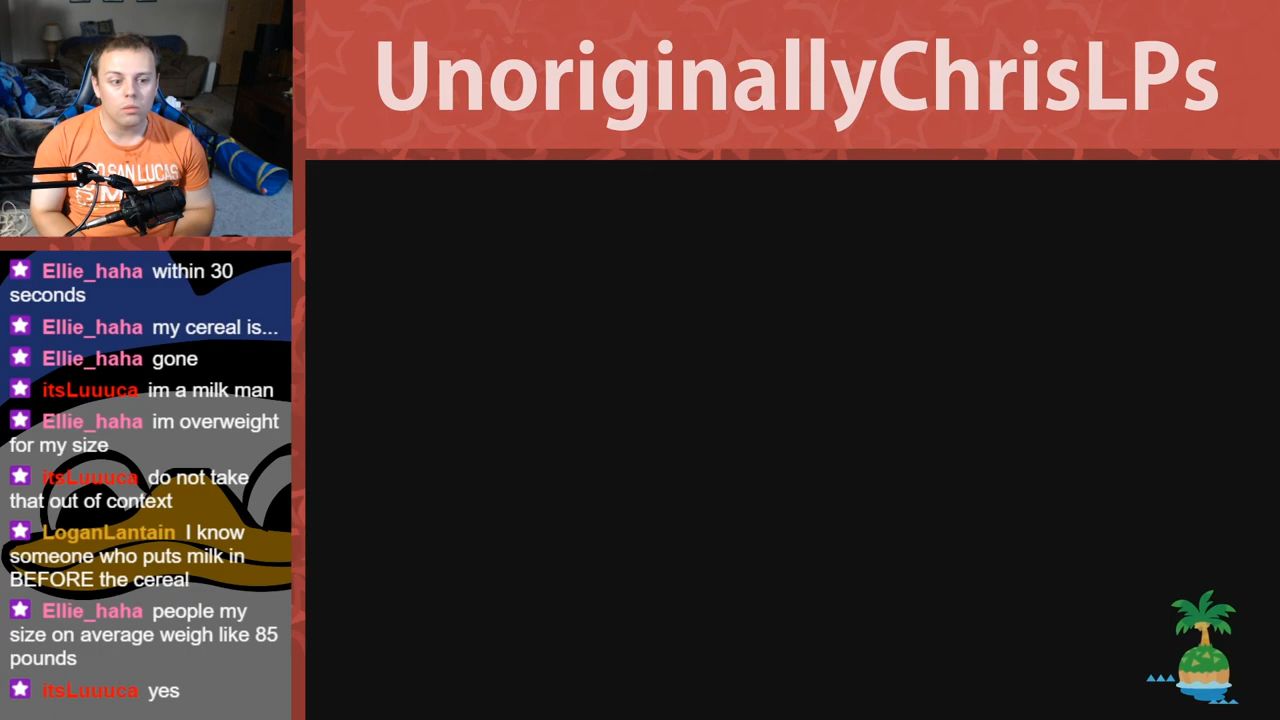 UnoriginallyChrisLPs
SAN LUCAS
Ellie_haha within 30
seconds
Ellie_haha my cereal is...
Ellie_haha gone
itsLuuuca im a milk man
Ellie_haha im overweight
for my size
itsLuuuca do not take
that out of context
LoganLantain I know
someone who puts milk in
BEFORE the cereal
Ellie_haha people my
size on average weigh like 85
pounds
itsLuuuca yes